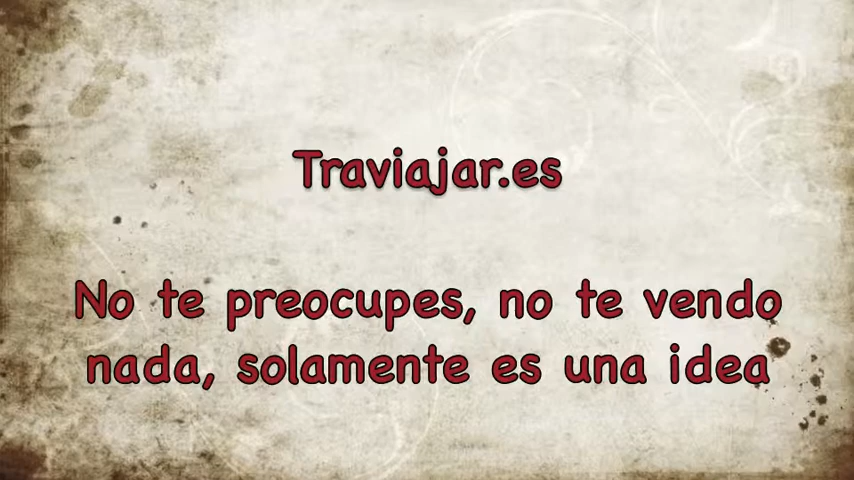 Traviajar.es
No te preocupes, no te vendo
nada, solamente es una idea